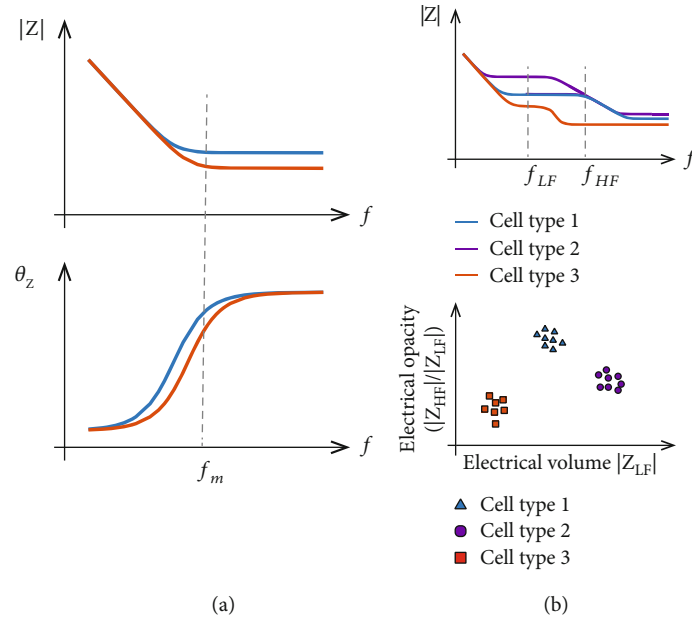 |Z|
f
θz
f
fm
(a)
|Z|
f
fLF
fHF
Cell type 1
Cell type 2
Cell type 3
Electrical opacity
(|ZHF|/|ZLF|)
Electrical volume |ZLF|
Cell type 1
Cell type 2
Cell type 3
(b)